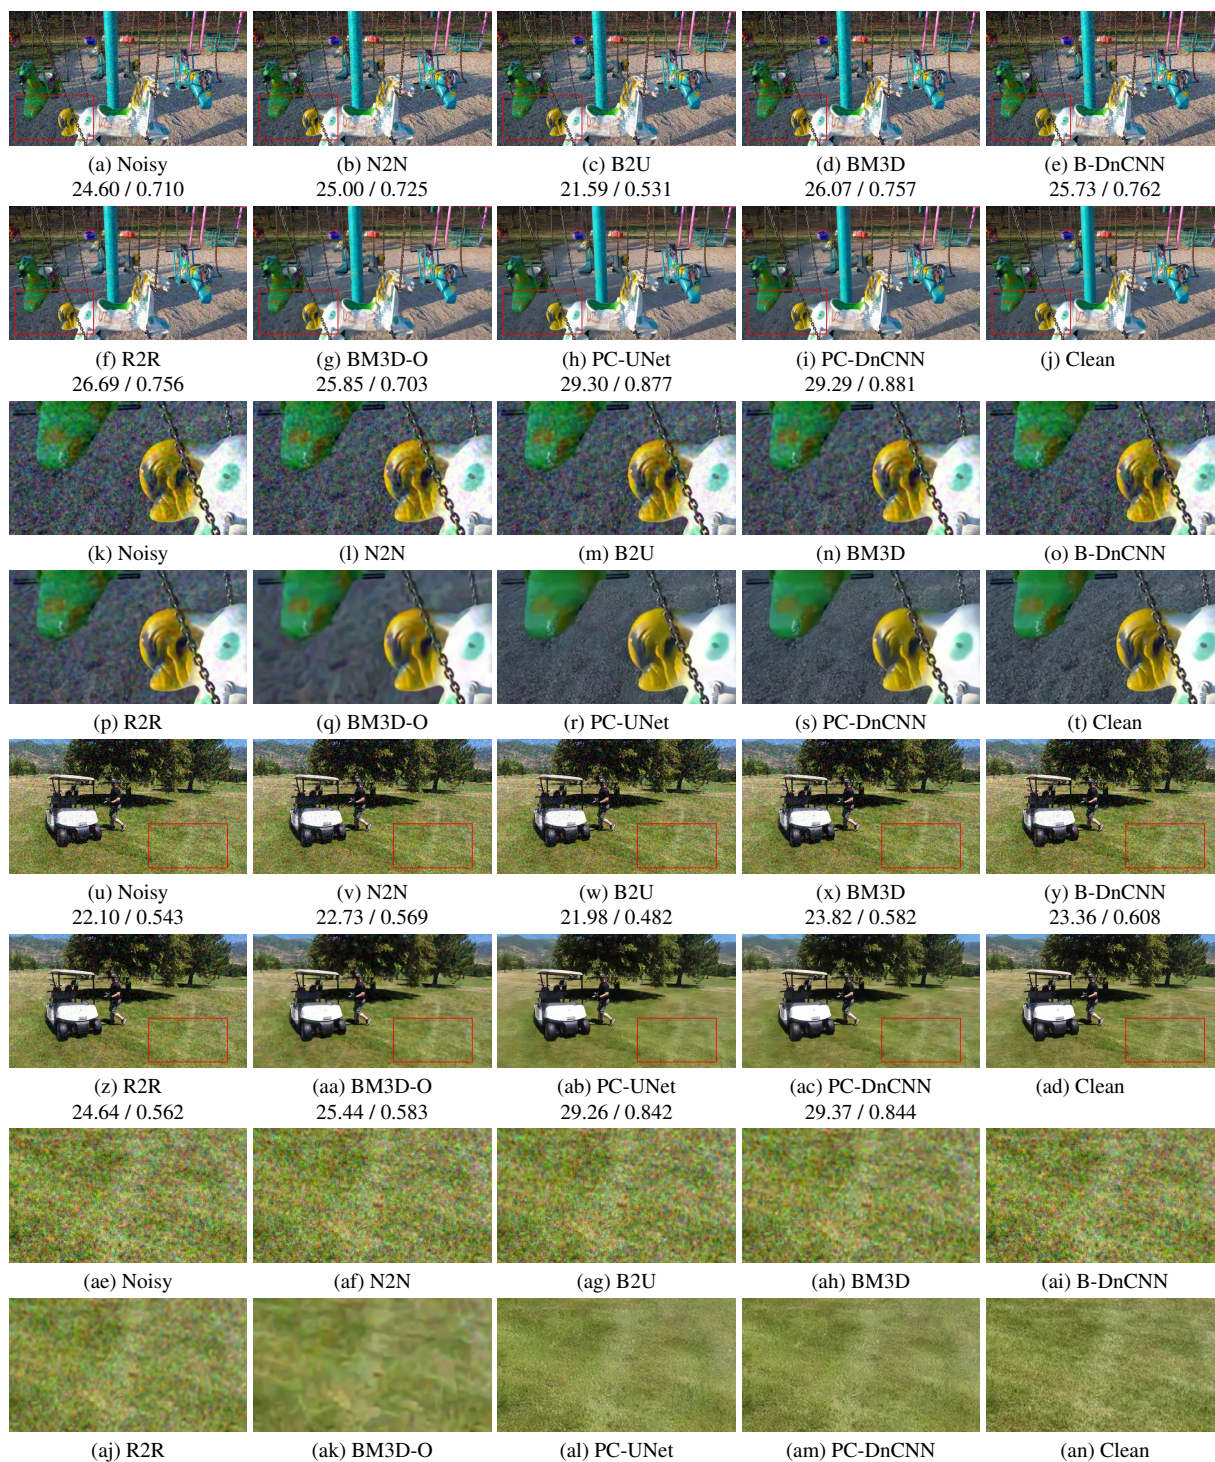 (a) Noisy (b) N2N (c) B2U (d) BM3D (e) B-DnCNN
24.60 / 0.710 25.00 / 0.725 21.59 / 0.531 26.07 / 0.757 25.73 / 0.762
(f) R2R (g) BM3D-O (h) PC-UNet (i) PC-DnCNN (j) Clean
26.69 / 0.756 25.85 / 0.703 29.30 / 0.877 29.29 / 0.881
(k) Noisy (l) N2N (m) B2U (n) BM3D (o) B-DnCNN
(p) R2R (q) BM3D-O (r) PC-UNet (s) PC-DnCNN (t) Clean
(u) Noisy (v) N2N (w) B2U (x) BM3D (y) B-DnCNN
22.10 / 0.543 22.73 / 0.569 21.98 / 0.482 23.82 / 0.582 23.36 / 0.608
(z) R2R (aa) BM3D-O (ab) PC-UNet (ac) PC-DnCNN (ad) Clean
24.64 / 0.562 25.44 / 0.583 29.26 / 0.842 29.37 / 0.844
(ae) Noisy (af) N2N (ag) B2U (ah) BM3D (ai) B-DnCNN
(aj) R2R (ak) BM3D-O (al) PC-UNet (am) PC-DnCNN (an) Clean